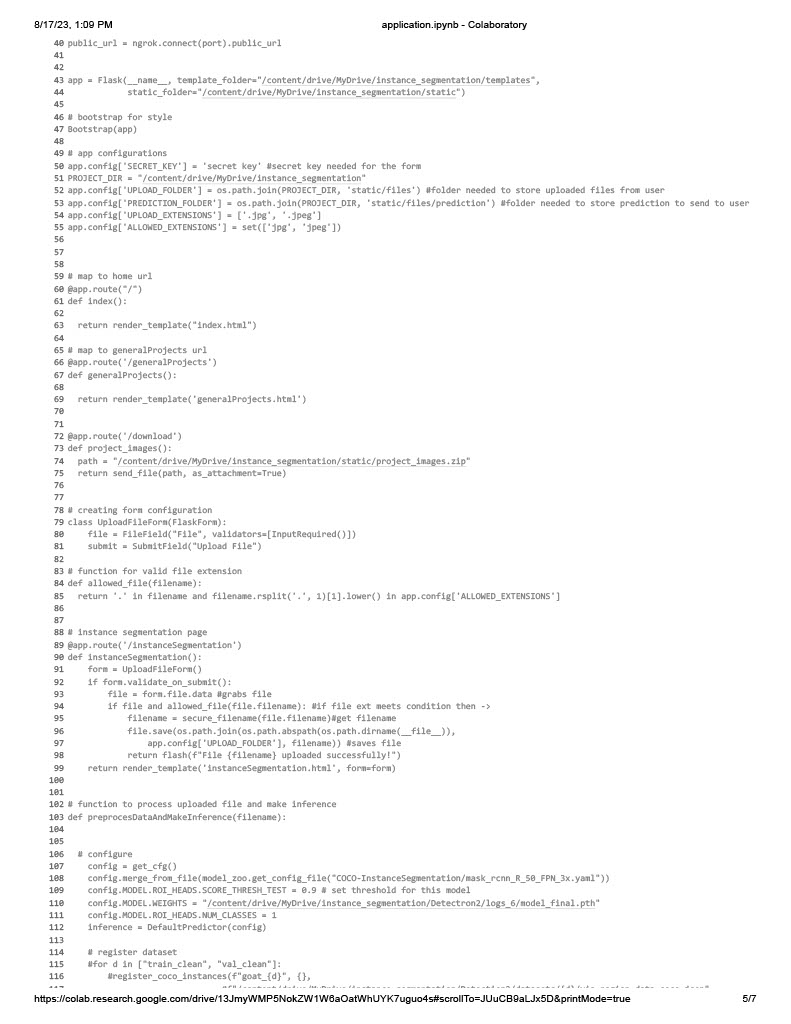 8/17/23, 1:09 PM application.ipynb - Colaboratory
40 public_url = ngrok.connect(port).public_url
41
42
43 app = Flask(__name__, template_folder="/content/drive/MyDrive/instance_segmentation/templates",
44 static_folder="/content/drive/MyDrive/instance_segmentation/static")
45
46 # bootstrap for style
47 Bootstrap(app)
48
49 # app configurations
50 app.config['SECRET_KEY'] = 'secret key' #secret key needed for the form
51 PROJECT_DIR = "/content/drive/MyDrive/instance_segmentation"
52 app.config['UPLOAD_FOLDER'] = os.path.join(PROJECT_DIR, 'static/files') #folder needed to store uploaded files from user
53 app.config['PREDICTION_FOLDER'] = os.path.join(PROJECT_DIR, 'static/files/prediction') #folder needed to store prediction to send to user
54 app.config['UPLOAD_EXTENSIONS'] = ['.jpg', '.jpeg']
55 app.config['ALLOWED_EXTENSIONS'] = set(['jpg', 'jpeg'])
56
57
58
59 # map to home url
60 @app.route("/")
61 def index():
62
63 return render_template("index.html")
64
65 # map to generalProjects url
66 @app.route('/generalProjects')
67 def generalProjects():
68
69 return render_template('generalProjects.html')
70
71
72 @app.route('/download')
73 def project_images():
74 path = "/content/drive/MyDrive/instance_segmentation/static/project_images.zip"
75 return send_file(path, as_attachment=True)
76
77
78 # creating form configuration
79 class UploadFileForm(FlaskForm):
80 file = FileField("File", validators=[InputRequired()])
81 submit = SubmitField("Upload File")
82
83 # function for valid file extension
84 def allowed_file(filename):
85 return '.' in filename and filename.rsplit('.', 1)[1].lower() in app.config['ALLOWED_EXTENSIONS']
86
87
88 # instance segmentation page
89 @app.route('/instanceSegmentation')
90 def instanceSegmentation():
91 form = UploadFileForm()
92 if form.validate_on_submit():
93 file = form.file.data #grabs file
94 if file and allowed_file(file.filename): #if file ext meets condition then ->
95 filename = secure_filename(file.filename)#get filename
96 file.save(os.path.join(os.path.abspath(os.path.dirname(__file__)),
97 app.config['UPLOAD_FOLDER'], filename)) #saves file
98 return flash(f"File {filename} uploaded successfully!")
99 return render_template('instanceSegmentation.html', form=form)
100
101
102 # function to process uploaded file and make inference
103 def preprocesDataAndMakeInference(filename):
104
105
106 # configure
107 config = get_cfg()
108 config.merge_from_file(model_zoo.get_config_file("COCO-InstanceSegmentation/mask_rcnn_R_50_FPN_3x.yaml"))
109 config.MODEL.ROI_HEADS.SCORE_THRESH_TEST = 0.9 # set threshold for this model
110 config.MODEL.WEIGHTS = "/content/drive/MyDrive/instance_segmentation/Detectron2/logs_6/model_final.pth"
111 config.MODEL.ROI_HEADS.NUM_CLASSES = 1
112 inference = DefaultPredictor(config)
113
114 # register dataset
115 #for d in ["train_clean", "val_clean"]:
116 #register_coco_instances(f"goat_{d}", {},
https://colab.research.google.com/drive/13JmyWMP5NokZW1W6aOatWhUYK7uguo4s#scrollTo=JUuCB9aLJx5D&printMode=true 5/7